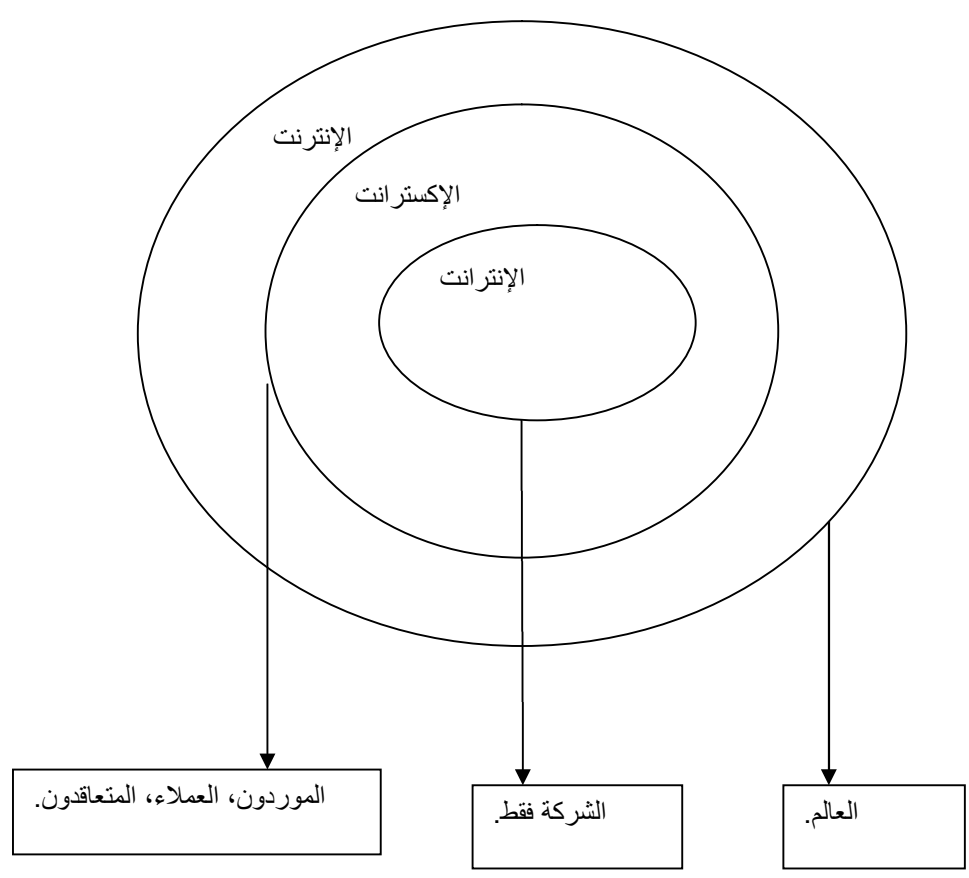 الإنترنت
الإكسترانت
الإنترانت
الموردون، العملاء، المتعاقدون.
الشركة فقط.
العالم.